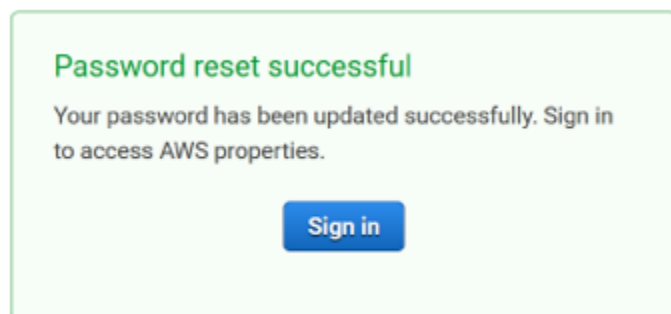 Password reset successful
Your password has been updated successfully. Sign in
to access AWS properties.
Sign in